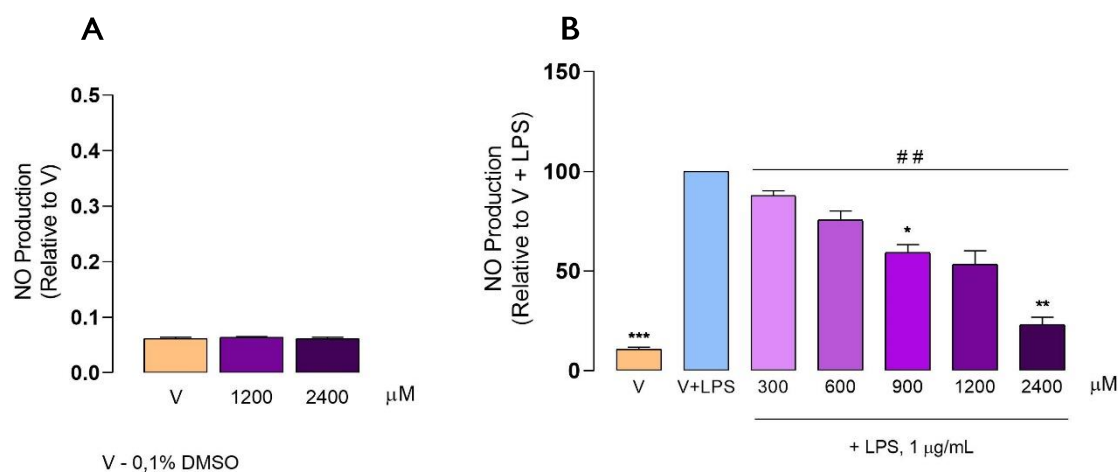 A
NO Production
(Relative to V)
0.5
0.4
0.3
0.2
0.1
0.0
V 1200 2400 μM
V - 0,1% DMSO
B
NO Production
(Relative to V + LPS)
150
100
50
0
# #
***
*
**
V V+LPS 300 600 900 1200 2400 μM
+ LPS, 1 μg/mL